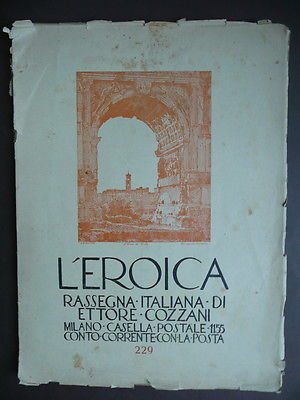 L'EROICA
RASSEGNA·ITALIANA·DI
ETTORE·COZZANI
MILANO·CASELLA·POSTALE·1155
CONTO·CORRENTE·CON·LA·POSTA
229